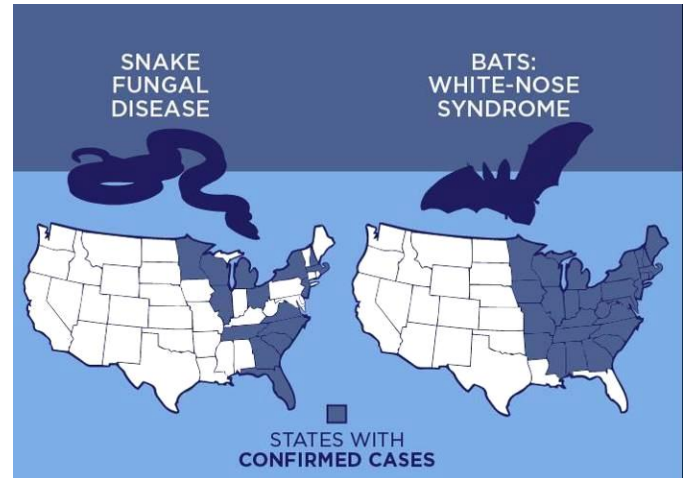 SNAKE
FUNGAL
DISEASE
BATS:
WHITE-NOSE
SYNDROME
STATES WITH
CONFIRMED CASES